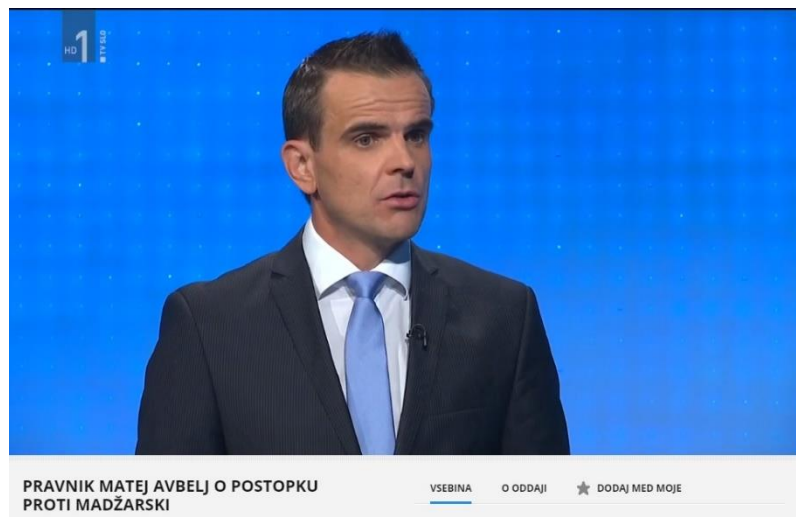 HD 1
TV SLO
PRAVNIK MATEJ AVBELJ O POSTOPKU
PROTI MADŽARSKI
VSEBINA
O ODDAJI
DODAJ MED MOJE